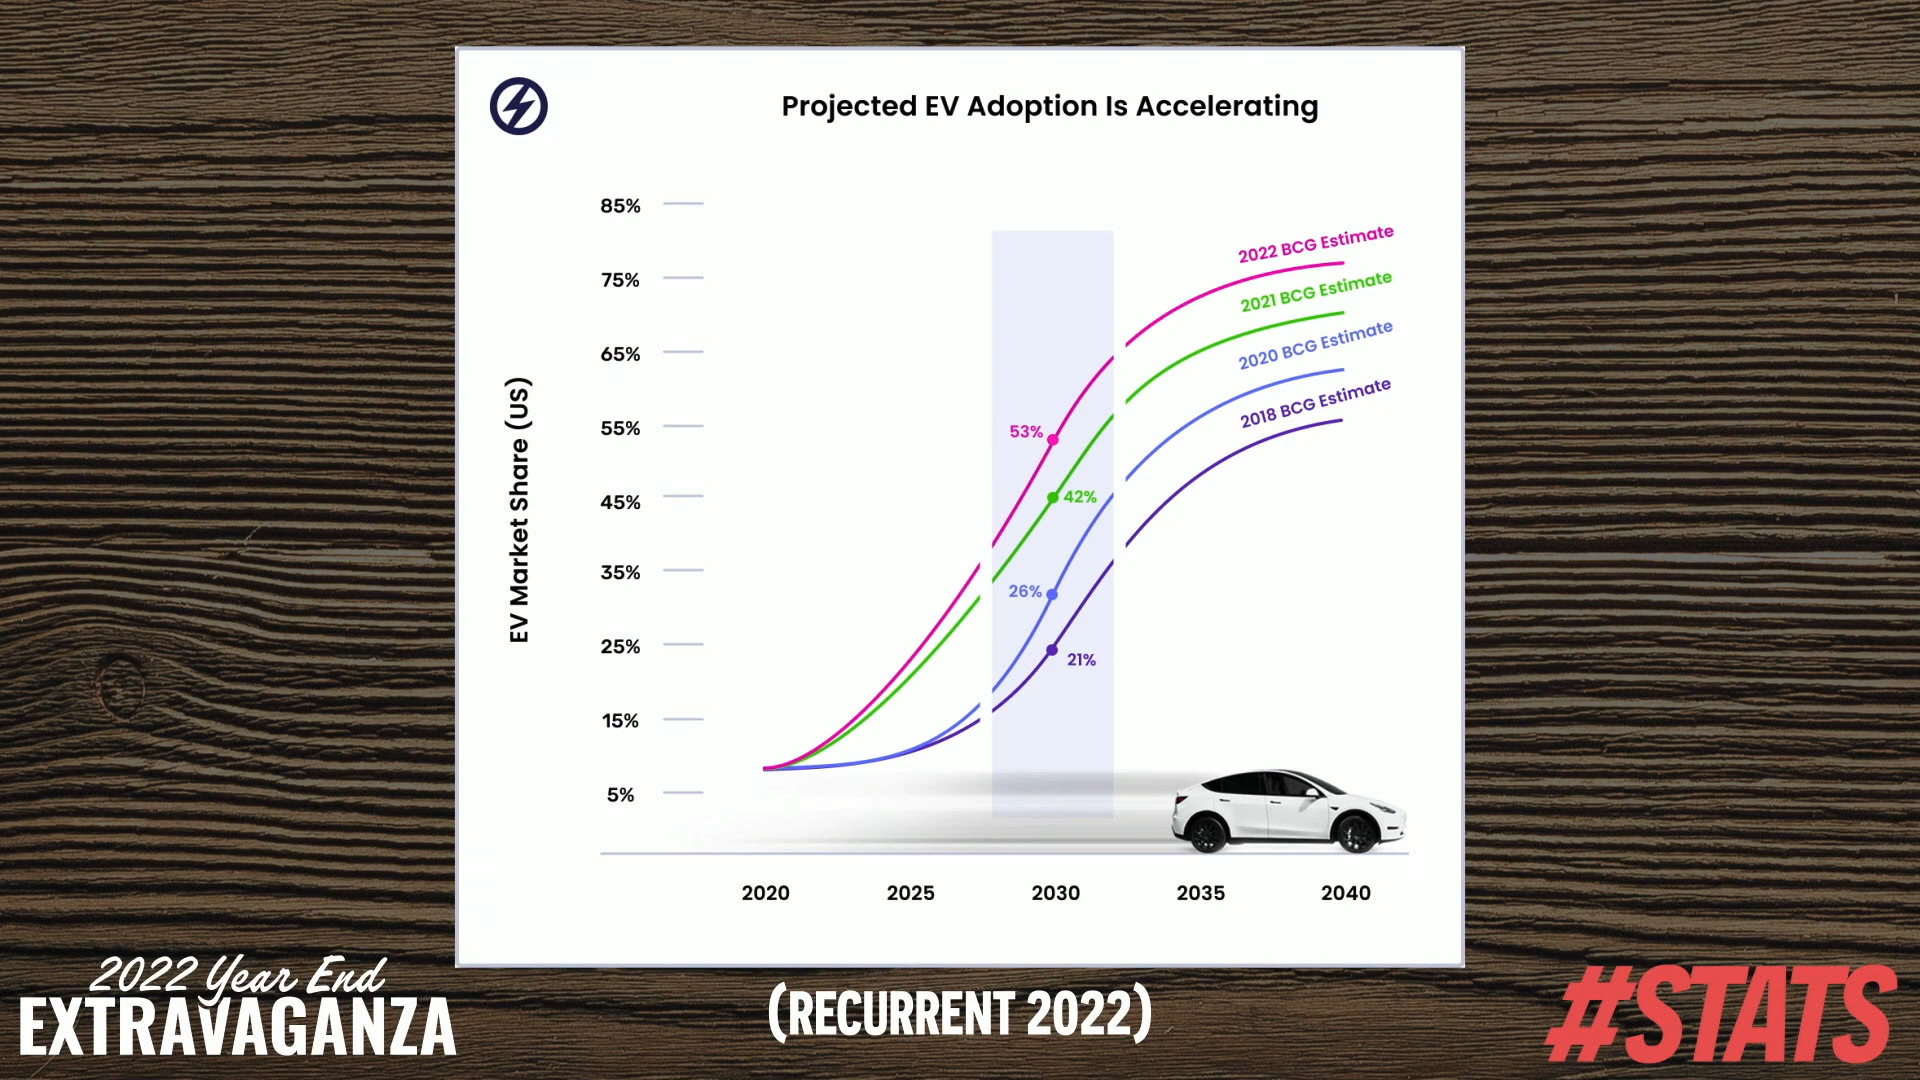 Projected EV Adoption Is Accelerating
85%
75%
65%
55%
45%
35%
25%
15%
5%
EV Market Share (US)
2022 BCG Estimate
2021 BCG Estimate
2020 BCG Estimate
2018 BCG Estimate
53%
42%
26%
21%
2020 2025 2030 2035 2040
2022 Year End
EXTRAVAGANZA
(RECURRENT 2022)
#STATS